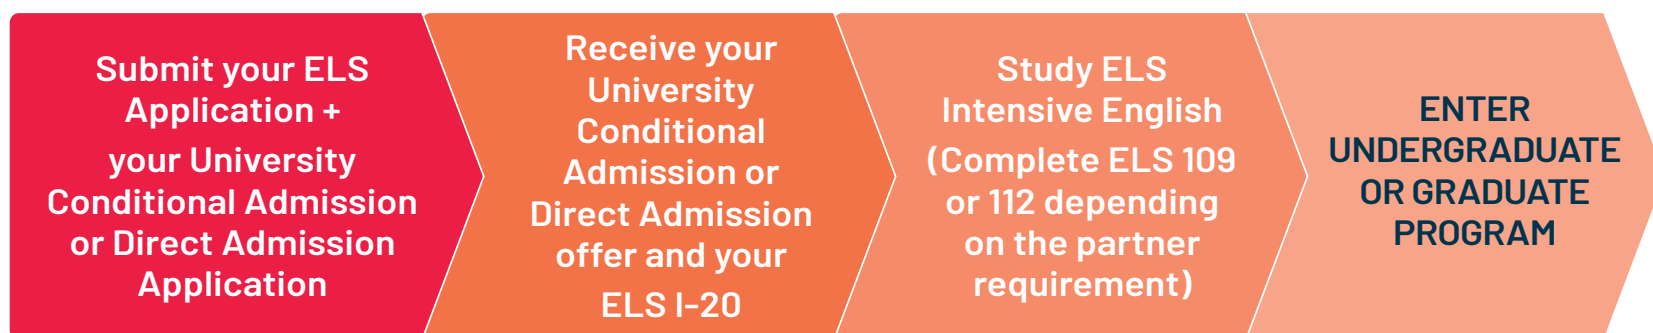 Submit your ELS
Application +
your University
Conditional Admission
or Direct Admission
Application
Receive your
University
Conditional
Admission or
Direct Admission
offer and your
ELS I-20
Study ELS
Intensive English
(Complete ELS 109
or 112 depending
on the partner
requirement)
ENTER
UNDERGRADUATE
OR GRADUATE
PROGRAM